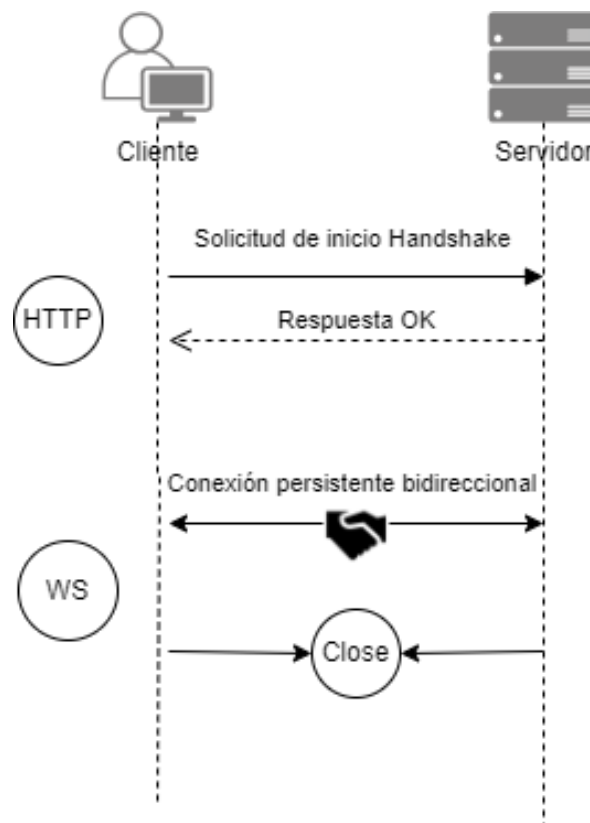 Cliente
Servidor
Solicitud de inicio Handshake
HTTP
Respuesta OK
Conexión persistente bidireccional
WS
Close